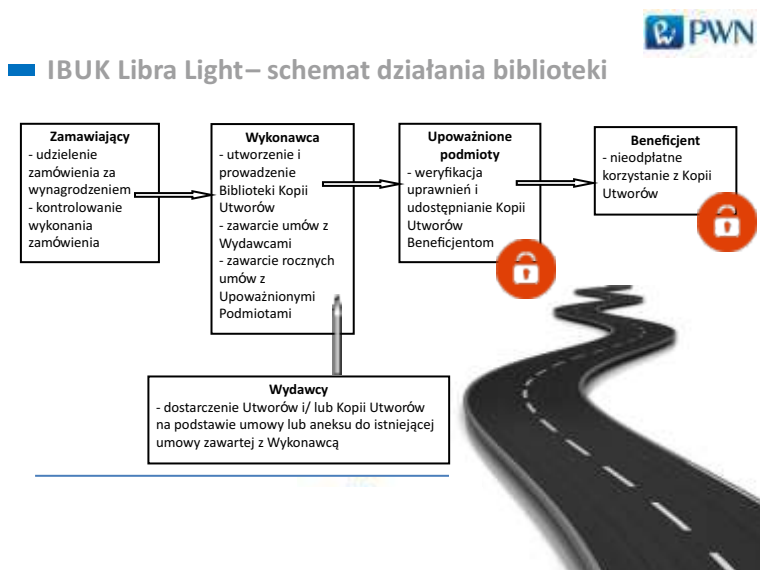 PWN
IBUK Libra Light – schemat działania biblioteki
Zamawiający
- udzielenie
zamówienia za
wynagrodzeniem
- kontrolowanie
wykonania
zamówienia
Wykonawca
- utworzenie i
prowadzenie
Biblioteki Kopii
Utworów
- zawarcie umów z
Wydawcami
- zawarcie rocznych
umów z
Upoważnionymi
Podmiotami
Upoważnione
podmioty
- weryfikacja
uprawnień i
udostępnianie Kopii
Utworów
Beneficjentom
Beneficjent
- nieodpłatne
korzystanie z Kopii
Utworów
Wydawcy
- dostarczenie Utworów i/ lub Kopii Utworów
na podstawie umowy lub aneksu do istniejącej
umowy zawartej z Wykonawcą